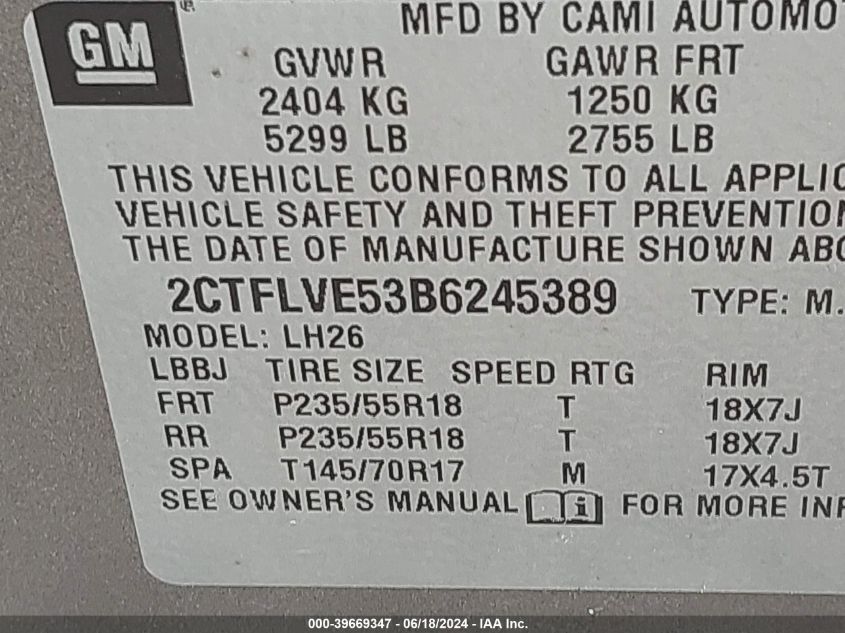 GM
MFD BY CAMI AUTOMO
GVWR GAWR FRT
2404 KG 1250 KG
5299 LB 2755 LB
THIS VEHICLE CONFORMS TO ALL APPLIC
VEHICLE SAFETY AND THEFT PREVENTION
THE DATE OF MANUFACTURE SHOWN ABO
2CTFLVE53B6245389 TYPE: M.
MODEL: LH26
LBBJ TIRE SIZE SPEED RTG RIM
FRT P235/55R18 T 18X7J
RR P235/55R18 T 18X7J
SPA T145/70R17 M 17X4.5T
SEE OWNER'S MANUAL i FOR MORE INF
000-39669347 / 06/18/2024 - IAA Inc.